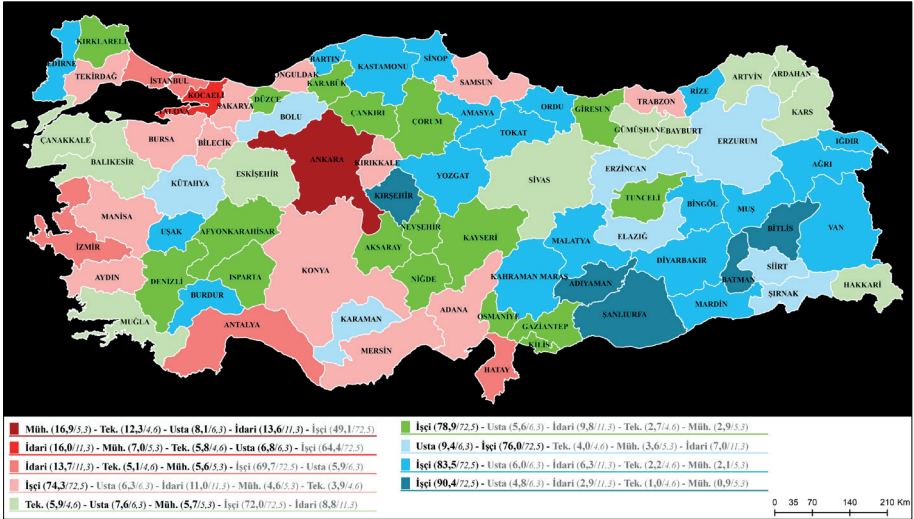 KIRKLARELİ
EDİRNE
TEKİRDAĞ
İSTANBUL
KOCAELİ
YALOVA
SAKARYA
DÜZCE
ZONGULDAK
BARTIN
KARABÜK
KASTAMONU
SİNOP
SAMSUN
ÇANKIRI
ÇORUM
AMASYA
TOKAT
ORDU
GİRESUN
TRABZON
RİZE
ARTVİN
ARDAHAN
KARS
GÜMÜŞHANE
BAYBURT
ERZURUM
IĞDIR
AĞRI
ÇANAKKALE
BALIKESİR
BURSA
BİLECİK
BOLU
ESKİŞEHİR
ANKARA
KIRIKKALE
KIRŞEHİR
YOZGAT
SİVAS
ERZİNCAN
TUNCELİ
BİNGÖL
MUŞ
BİTLİS
VAN
KÜTAHYA
MANİSA
UŞAK
AFYONKARAHİSAR
İZMİR
AYDIN
DENİZLİ
ISPARTA
BURDUR
MUĞLA
ANTALYA
KONYA
AKSARAY
NEVŞEHİR
NİĞDE
KAYSERİ
KARAMAN
MERSİN
ADANA
OSMANİYE
HATAY
KAHRAMAN MARAŞ
MALATYA
ELAZIĞ
ADIYAMAN
DİYARBAKIR
GAZİANTEP
KİLİS
ŞANLIURFA
MARDİN
BATMAN
SİİRT
ŞIRNAK
HAKKARİ
Müh. (16,9/5,3) - Tek. (12,3/4,6) - Usta (8,1/6,3) - İdari (13,6/11,3) - İşçi (49,1/72,5)
İdari (16,0/11,3) - Müh. (7,0/5,3) - Tek. (5,8/4,6) - Usta (6,8/6,3) - İşçi (64,4/72,5)
İdari (13,7/11,3) - Tek. (5,1/4,6) - Müh. (5,6/5,3) - İşçi (69,7/72,5) - Usta (5,9/6,3)
İşçi (74,3/72,5) - Usta (6,3/6,3) - İdari (11,0/11,3) - Müh. (4,6/5,3) - Tek. (3,9/4,6)
Tek. (5,9/4,6) - Usta (7,6/6,3) - Müh. (5,7/5,3) - İşçi (72,0/72,5) - İdari (8,8/11,3)
İşçi (78,9/72,5) - Usta (5,6/6,3) - İdari (9,8/11,3) - Tek. (2,7/4,6) - Müh. (2,9/5,3)
Usta (9,4/6,3) - İşçi (76,0/72,5) - Tek. (4,0/4,6) - Müh. (3,6/5,3) - İdari (7,0/11,3)
İşçi (83,5/72,5) - Usta (6,0/6,3) - İdari (6,3/11,3) - Tek. (2,2/4,6) - Müh. (2,1/5,3)
İşçi (90,4/72,5) - Usta (4,8/6,3) - İdari (2,9/11,3) - Tek. (1,0/4,6) - Müh. (0,9/5,3)
0 35 70 140 210 Km